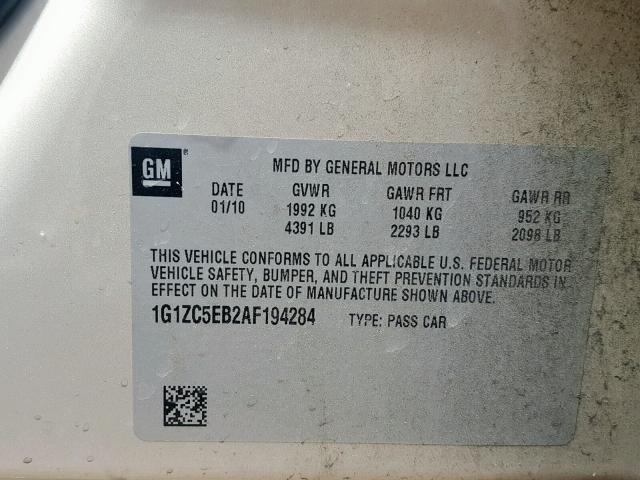 GM ®
MFD BY GENERAL MOTORS LLC
DATE GVWR GAWR FRT GAWR RR
01/10 1992 KG 1040 KG 952 KG
4391 LB 2293 LB 2098 LB
THIS VEHICLE CONFORMS TO ALL APPLICABLE U.S. FEDERAL MOTOR
VEHICLE SAFETY, BUMPER, AND THEFT PREVENTION STANDARDS IN
EFFECT ON THE DATE OF MANUFACTURE SHOWN ABOVE.
1G1ZC5EB2AF194284 TYPE: PASS CAR